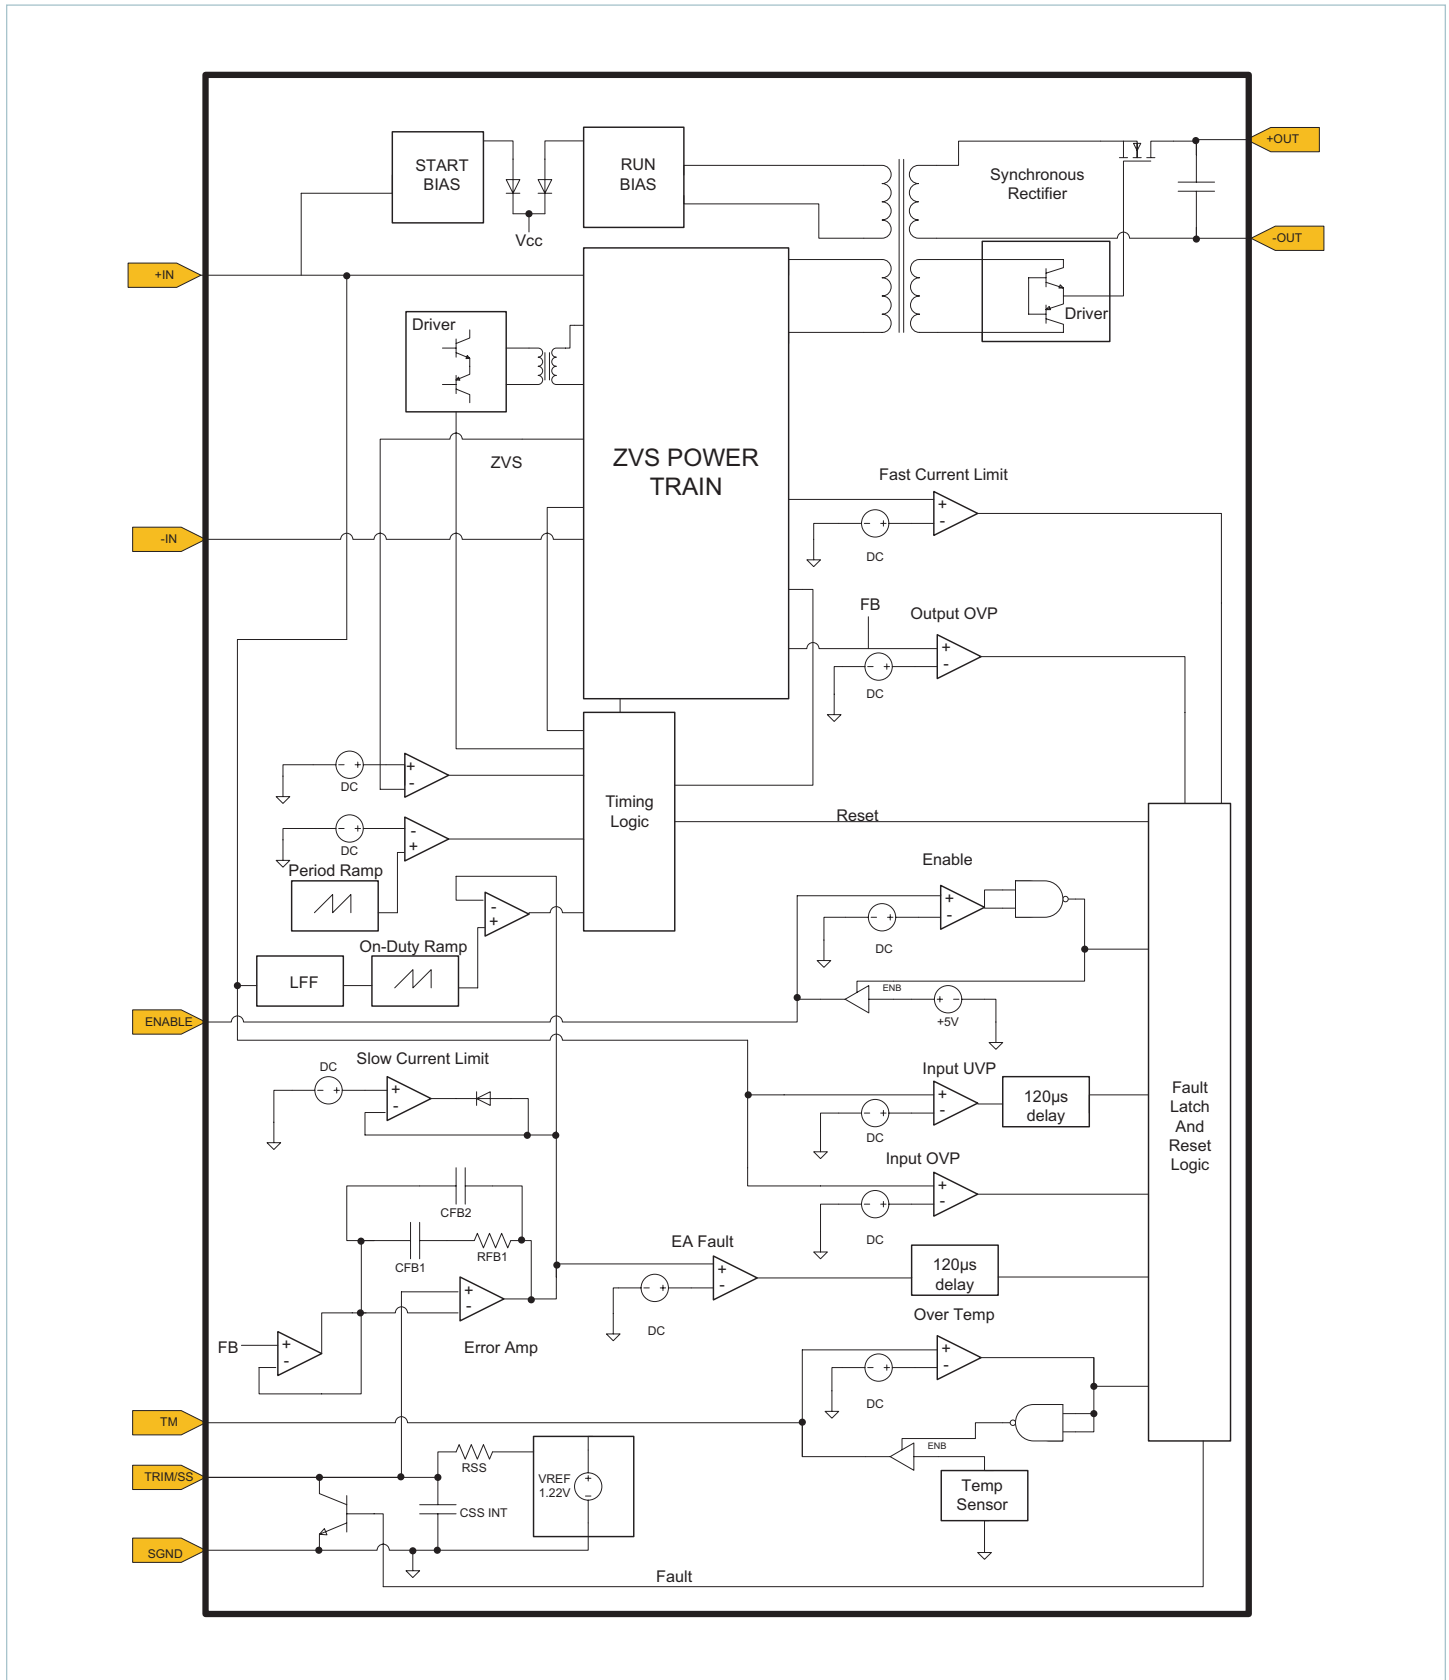 START
BIAS
RUN
BIAS
Vcc
Synchronous
Rectifier
+OUT
-OUT
+IN
Driver
Driver
ZVS
ZVS POWER
TRAIN
Fast Current Limit
+
-
- +
DC
-IN
FB
Output OVP
+
-
- +
DC
- +
DC
+
-
Timing
Logic
- +
DC
-
+
Period Ramp
Reset
Enable
+
-
- +
DC
-
+
On-Duty Ramp
LFF
ENB
+ -
+5V
ENABLE
Slow Current Limit
DC
- +
+
-
Input UVP
+
-
- +
DC
120µs
delay
Fault
Latch
And
Reset
Logic
Input OVP
+
-
- +
DC
CFB2
CFB1
RFB1
EA Fault
+
-
- +
DC
120µs
delay
+
-
Error Amp
FB
+
-
Over Temp
+
-
- +
DC
TM
ENB
TRIM/SS
RSS
VREF
1.22V
+
-
CSS INT
Temp
Sensor
SGND
Fault